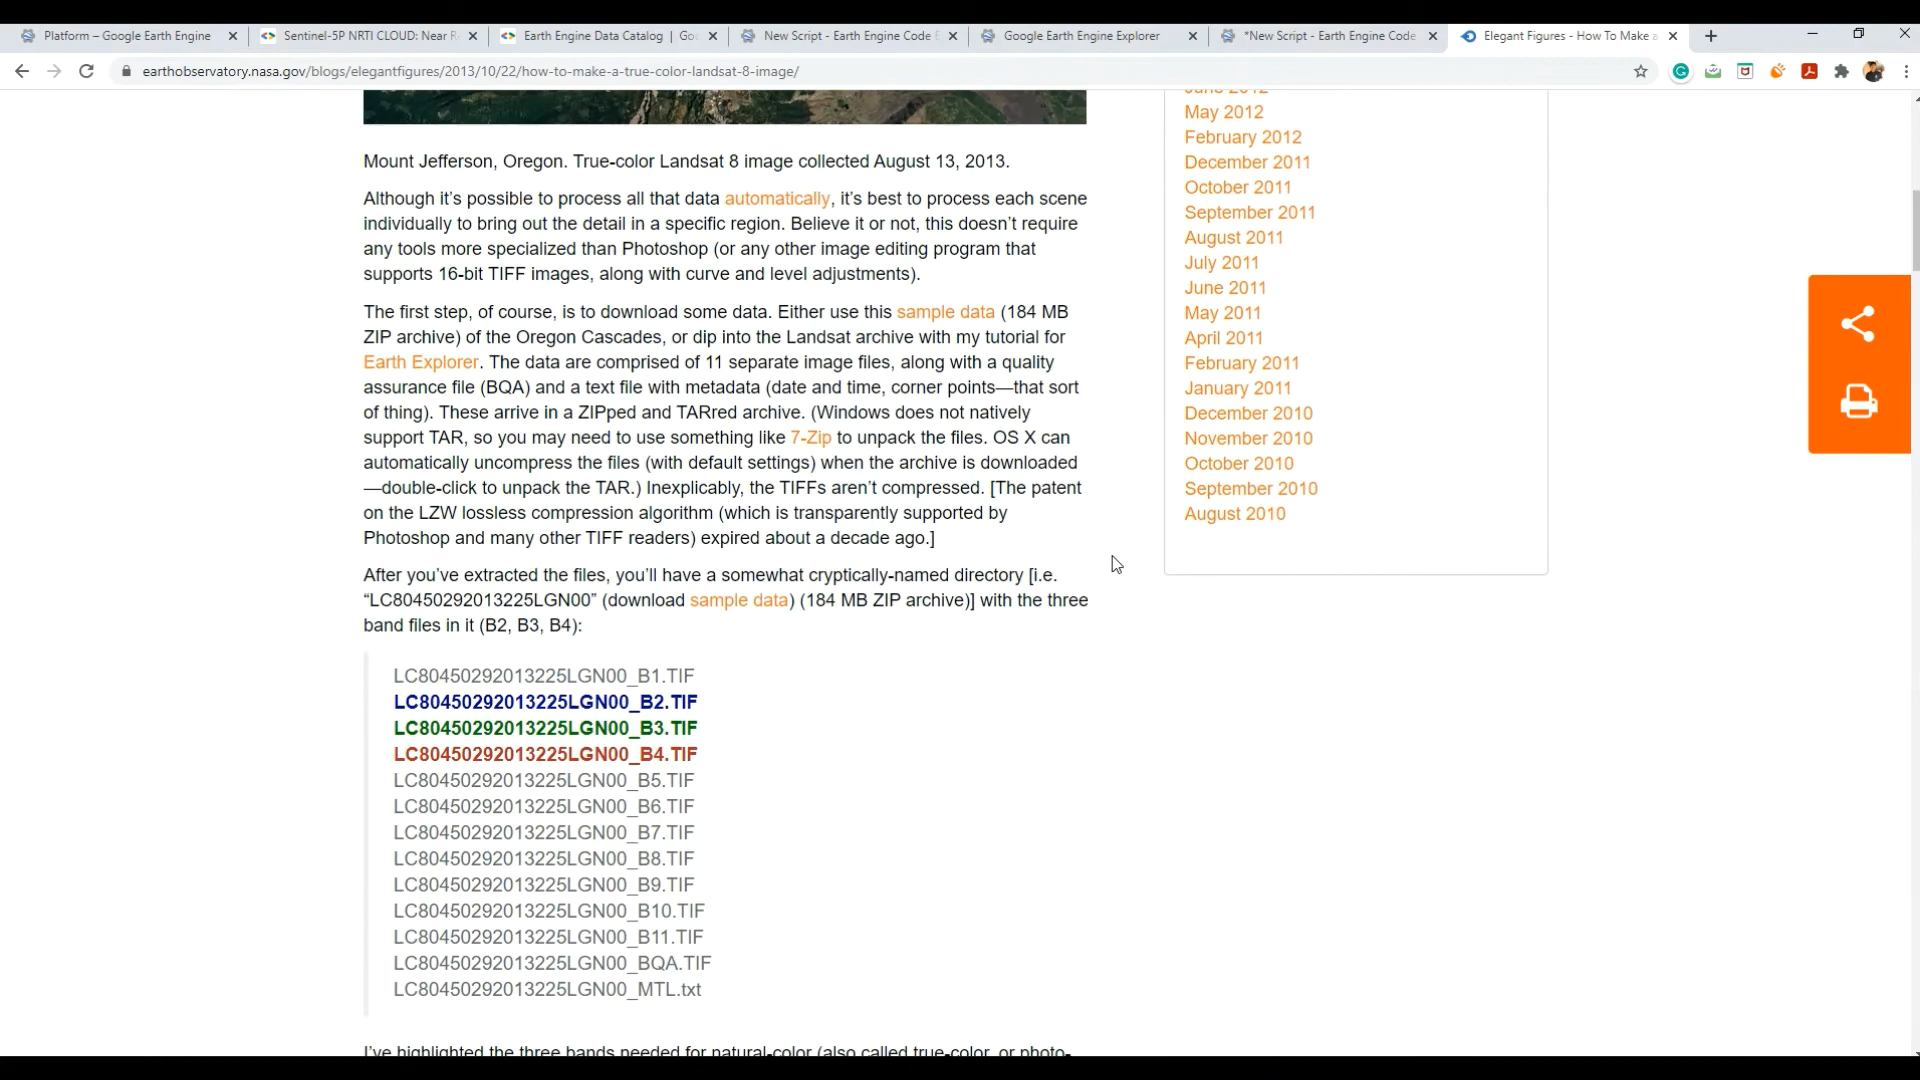 Platform – Google Earth Engine
Sentinel-5P NRTI CLOUD: Near R
Earth Engine Data Catalog | Go
New Script - Earth Engine Code E
Google Earth Engine Explorer
*New Script - Earth Engine Code
Elegant Figures - How To Make a
earthobservatory.nasa.gov/blogs/elegantfigures/2013/10/22/how-to-make-a-true-color-landsat-8-image/
Mount Jefferson, Oregon. True-color Landsat 8 image collected August 13, 2013.
Although it’s possible to process all that data automatically, it’s best to process each scene
individually to bring out the detail in a specific region. Believe it or not, this doesn’t require
any tools more specialized than Photoshop (or any other image editing program that
supports 16-bit TIFF images, along with curve and level adjustments).
The first step, of course, is to download some data. Either use this sample data (184 MB
ZIP archive) of the Oregon Cascades, or dip into the Landsat archive with my tutorial for
Earth Explorer. The data are comprised of 11 separate image files, along with a quality
assurance file (BQA) and a text file with metadata (date and time, corner points—that sort
of thing). These arrive in a ZIPped and TARred archive. (Windows does not natively
support TAR, so you may need to use something like 7-Zip to unpack the files. OS X can
automatically uncompress the files (with default settings) when the archive is downloaded
—double-click to unpack the TAR.) Inexplicably, the TIFFs aren’t compressed. [The patent
on the LZW lossless compression algorithm (which is transparently supported by
Photoshop and many other TIFF readers) expired about a decade ago.]
After you’ve extracted the files, you’ll have a somewhat cryptically-named directory [i.e.
“LC80450292013225LGN00” (download sample data) (184 MB ZIP archive)] with the three
band files in it (B2, B3, B4):
LC80450292013225LGN00_B1.TIF
LC80450292013225LGN00_B2.TIF
LC80450292013225LGN00_B3.TIF
LC80450292013225LGN00_B4.TIF
LC80450292013225LGN00_B5.TIF
LC80450292013225LGN00_B6.TIF
LC80450292013225LGN00_B7.TIF
LC80450292013225LGN00_B8.TIF
LC80450292013225LGN00_B9.TIF
LC80450292013225LGN00_B10.TIF
LC80450292013225LGN00_B11.TIF
LC80450292013225LGN00_BQA.TIF
LC80450292013225LGN00_MTL.txt
I’ve highlighted the three bands needed for natural-color (also called true-color, or photo-
June 2012
May 2012
February 2012
December 2011
October 2011
September 2011
August 2011
July 2011
June 2011
May 2011
April 2011
February 2011
January 2011
December 2010
November 2010
October 2010
September 2010
August 2010